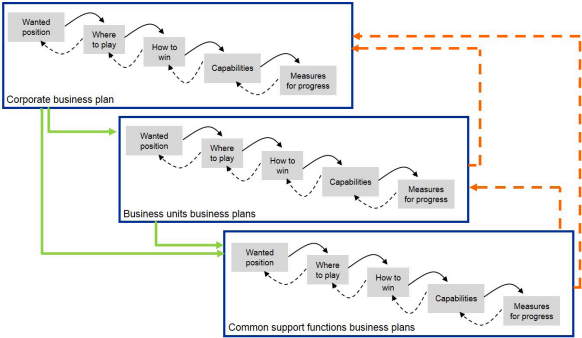 Wanted
position
Where
to play
How to
win
Capabilities
Measures
for progress
Corporate business plan
Wanted
position
Where
to play
How to
win
Capabilities
Measures
for progress
Business units business plans
Wanted
position
Where
to play
How to
win
Capabilities
Measures
for progress
Common support functions business plans